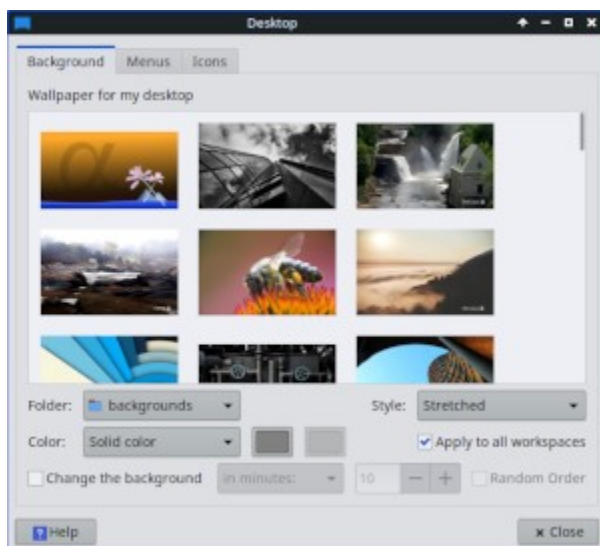 Desktop
Background Menus Icons
Wallpaper for my desktop
α
Folder: backgrounds Style: Stretched
Color: Solid color Apply to all workspaces
Change the background in minutes: 10 Random Order
? Help Close